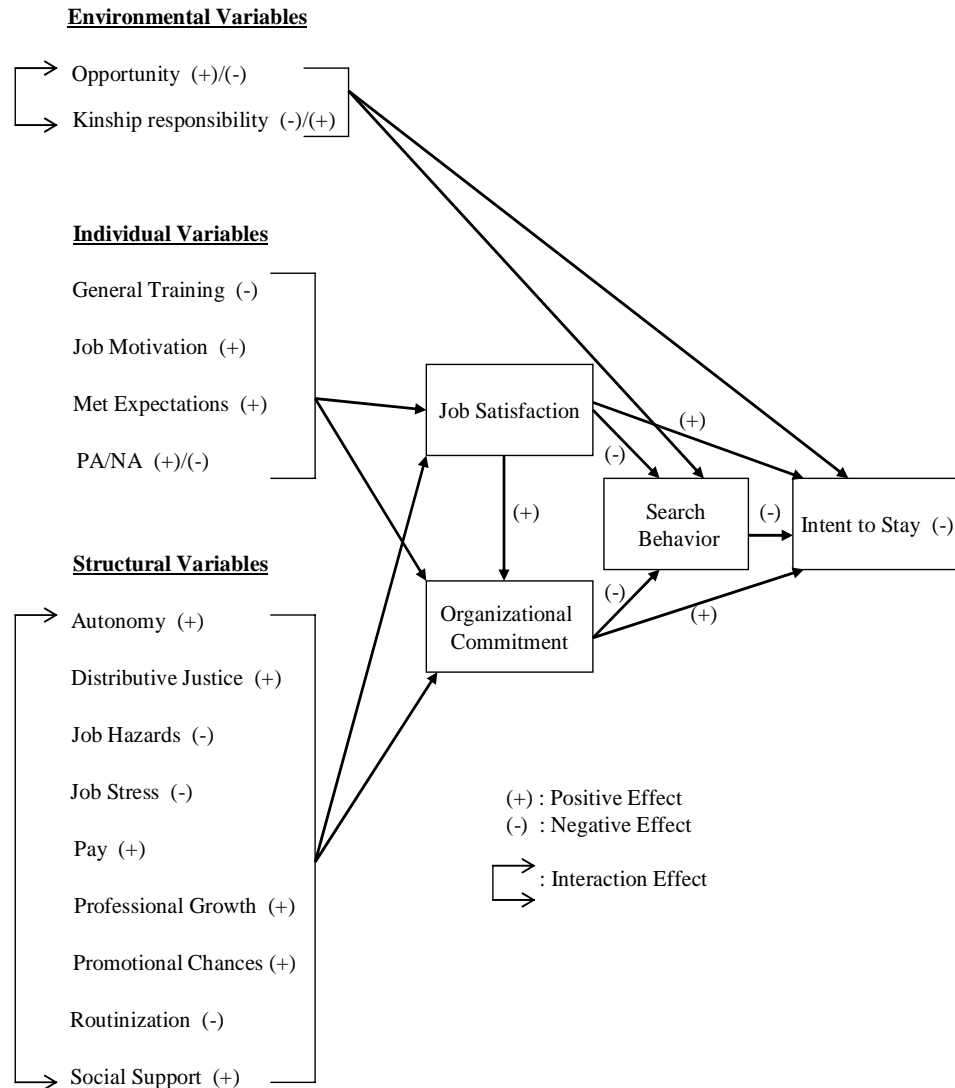 Environmental Variables
Opportunity (+)/(-)
Kinship responsibility (-)/(+)
Individual Variables
General Training (-)
Job Motivation (+)
Met Expectations (+)
PA/NA (+)/(-)
Job Satisfaction
(+)
(-)
(+)
Search
Behavior
(-)
Intent to Stay (-)
Structural Variables
Autonomy (+)
Distributive Justice (+)
Job Hazards (-)
Job Stress (-)
Pay (+)
Professional Growth (+)
Promotional Chances (+)
Routinization (-)
Social Support (+)
Organizational
Commitment
(-)
(+)
(+) : Positive Effect
(-) : Negative Effect
: Interaction Effect